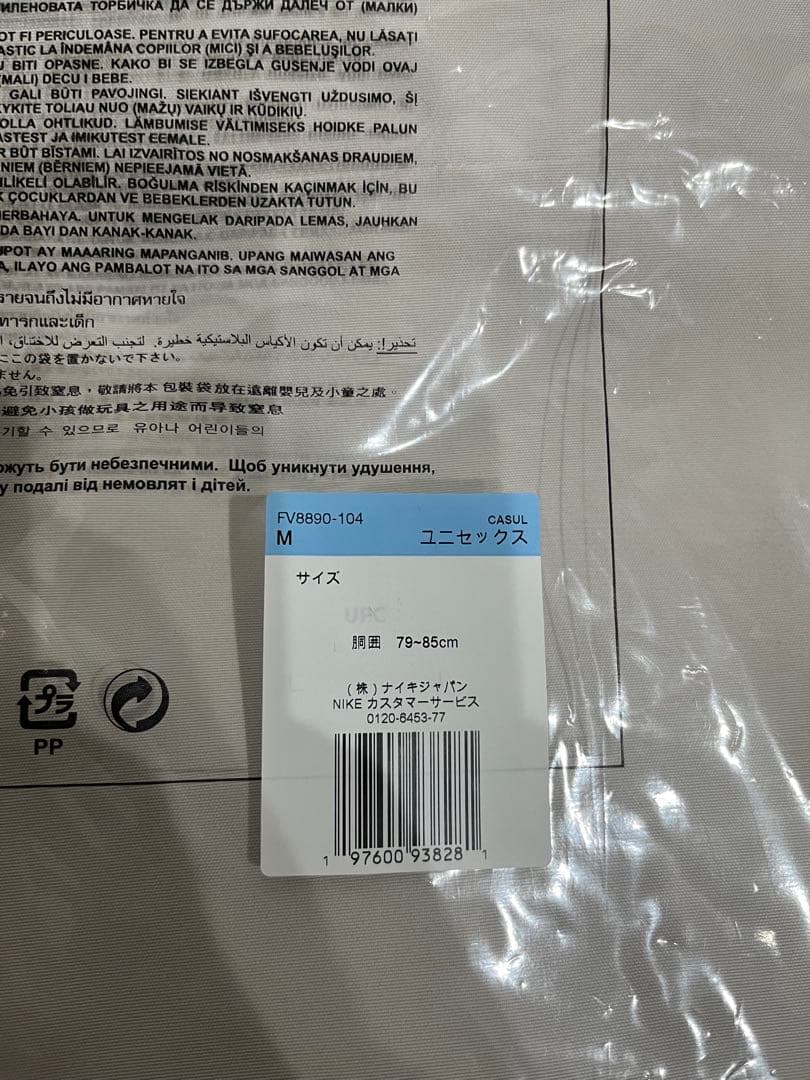 ИЛЕНОВАТА ТОРБИЧКА ДА СЕ ДЪРЖИ ДАЛЕЧ ОТ (МАЛКИ)
OT FI PERICULOASE. PENTRU A EVITA SUFOCAREA, NU LĂSAŢI
ASTIC LA ÎNDEMÂNA COPIILOR (MICI) ŞI A BEBELUŞILOR.
J BITI OPASNE. KAKO BI SE IZBEGLA GUŠENJE VODI OVAJ
(MALI) DECU I BEBE.
GALI BŪTI PAVOJINGI. SIEKIANT IŠVENGTI UŽDUSIMO, ŠĮ
YKITE TOLIAU NUO (MAŽŲ) VAIKŲ IR KŪDIKIŲ.
OLLA OHTLIKUD. LÄMBUMISE VÄLTIMISEKS HOIDKE PALUN
ASTEST JA IMIKUTEST EEMALE.
R BŪT BĪSTAMI. LAI IZVAIRĪTOS NO NOSMAKŠANAS DRAUDIEM,
NIEM (BĒRNIEM) NEPIEEJAMĀ VIETĀ.
HLİKELİ OLABİLİR. BOĞULMA RİSKİNDEN KAÇINMAK İÇİN, BU
K ÇOCUKLARDAN VE BEBEKLERDEN UZAKTA TUTUN.
ERBAHAYA. UNTUK MENGELAK DARIPADA LEMAS, JAUHKAN
DA BAYI DAN KANAK-KANAK.
UPOT AY MAAARING MAPANGANIB. UPANG MAIWASAN ANG
A, ILAYO ANG PAMBALOT NA ITO SA MGA SANGGOL AT MGA
รายจนถึงไม่มีอากาศหายใจ
ทารกและเด็ก
تحذير!: يمكن أن تكون الأكياس البلاستيكية خطيرة. لتجنب التعرض للاختناق، ا
にこの袋を置かないで下さい。
ません。
免引致窒息，敬請將本 包裝袋放在遠離嬰兒及小童之處。
避免小孩做玩具之用途而导致窒息
기할 수 있으므로 유아나 어린이들의
ожуть бути небезпечними. Щоб уникнути удушення,
у подалі від немовлят і дітей.
FV8890-104 CASUL
M ユニセックス
サイズ
UPC
胴囲 79~85cm
(株)ナイキジャパン
NIKE カスタマーサービス
0120-6453-77
プラ
PP
1 97600 93828 1